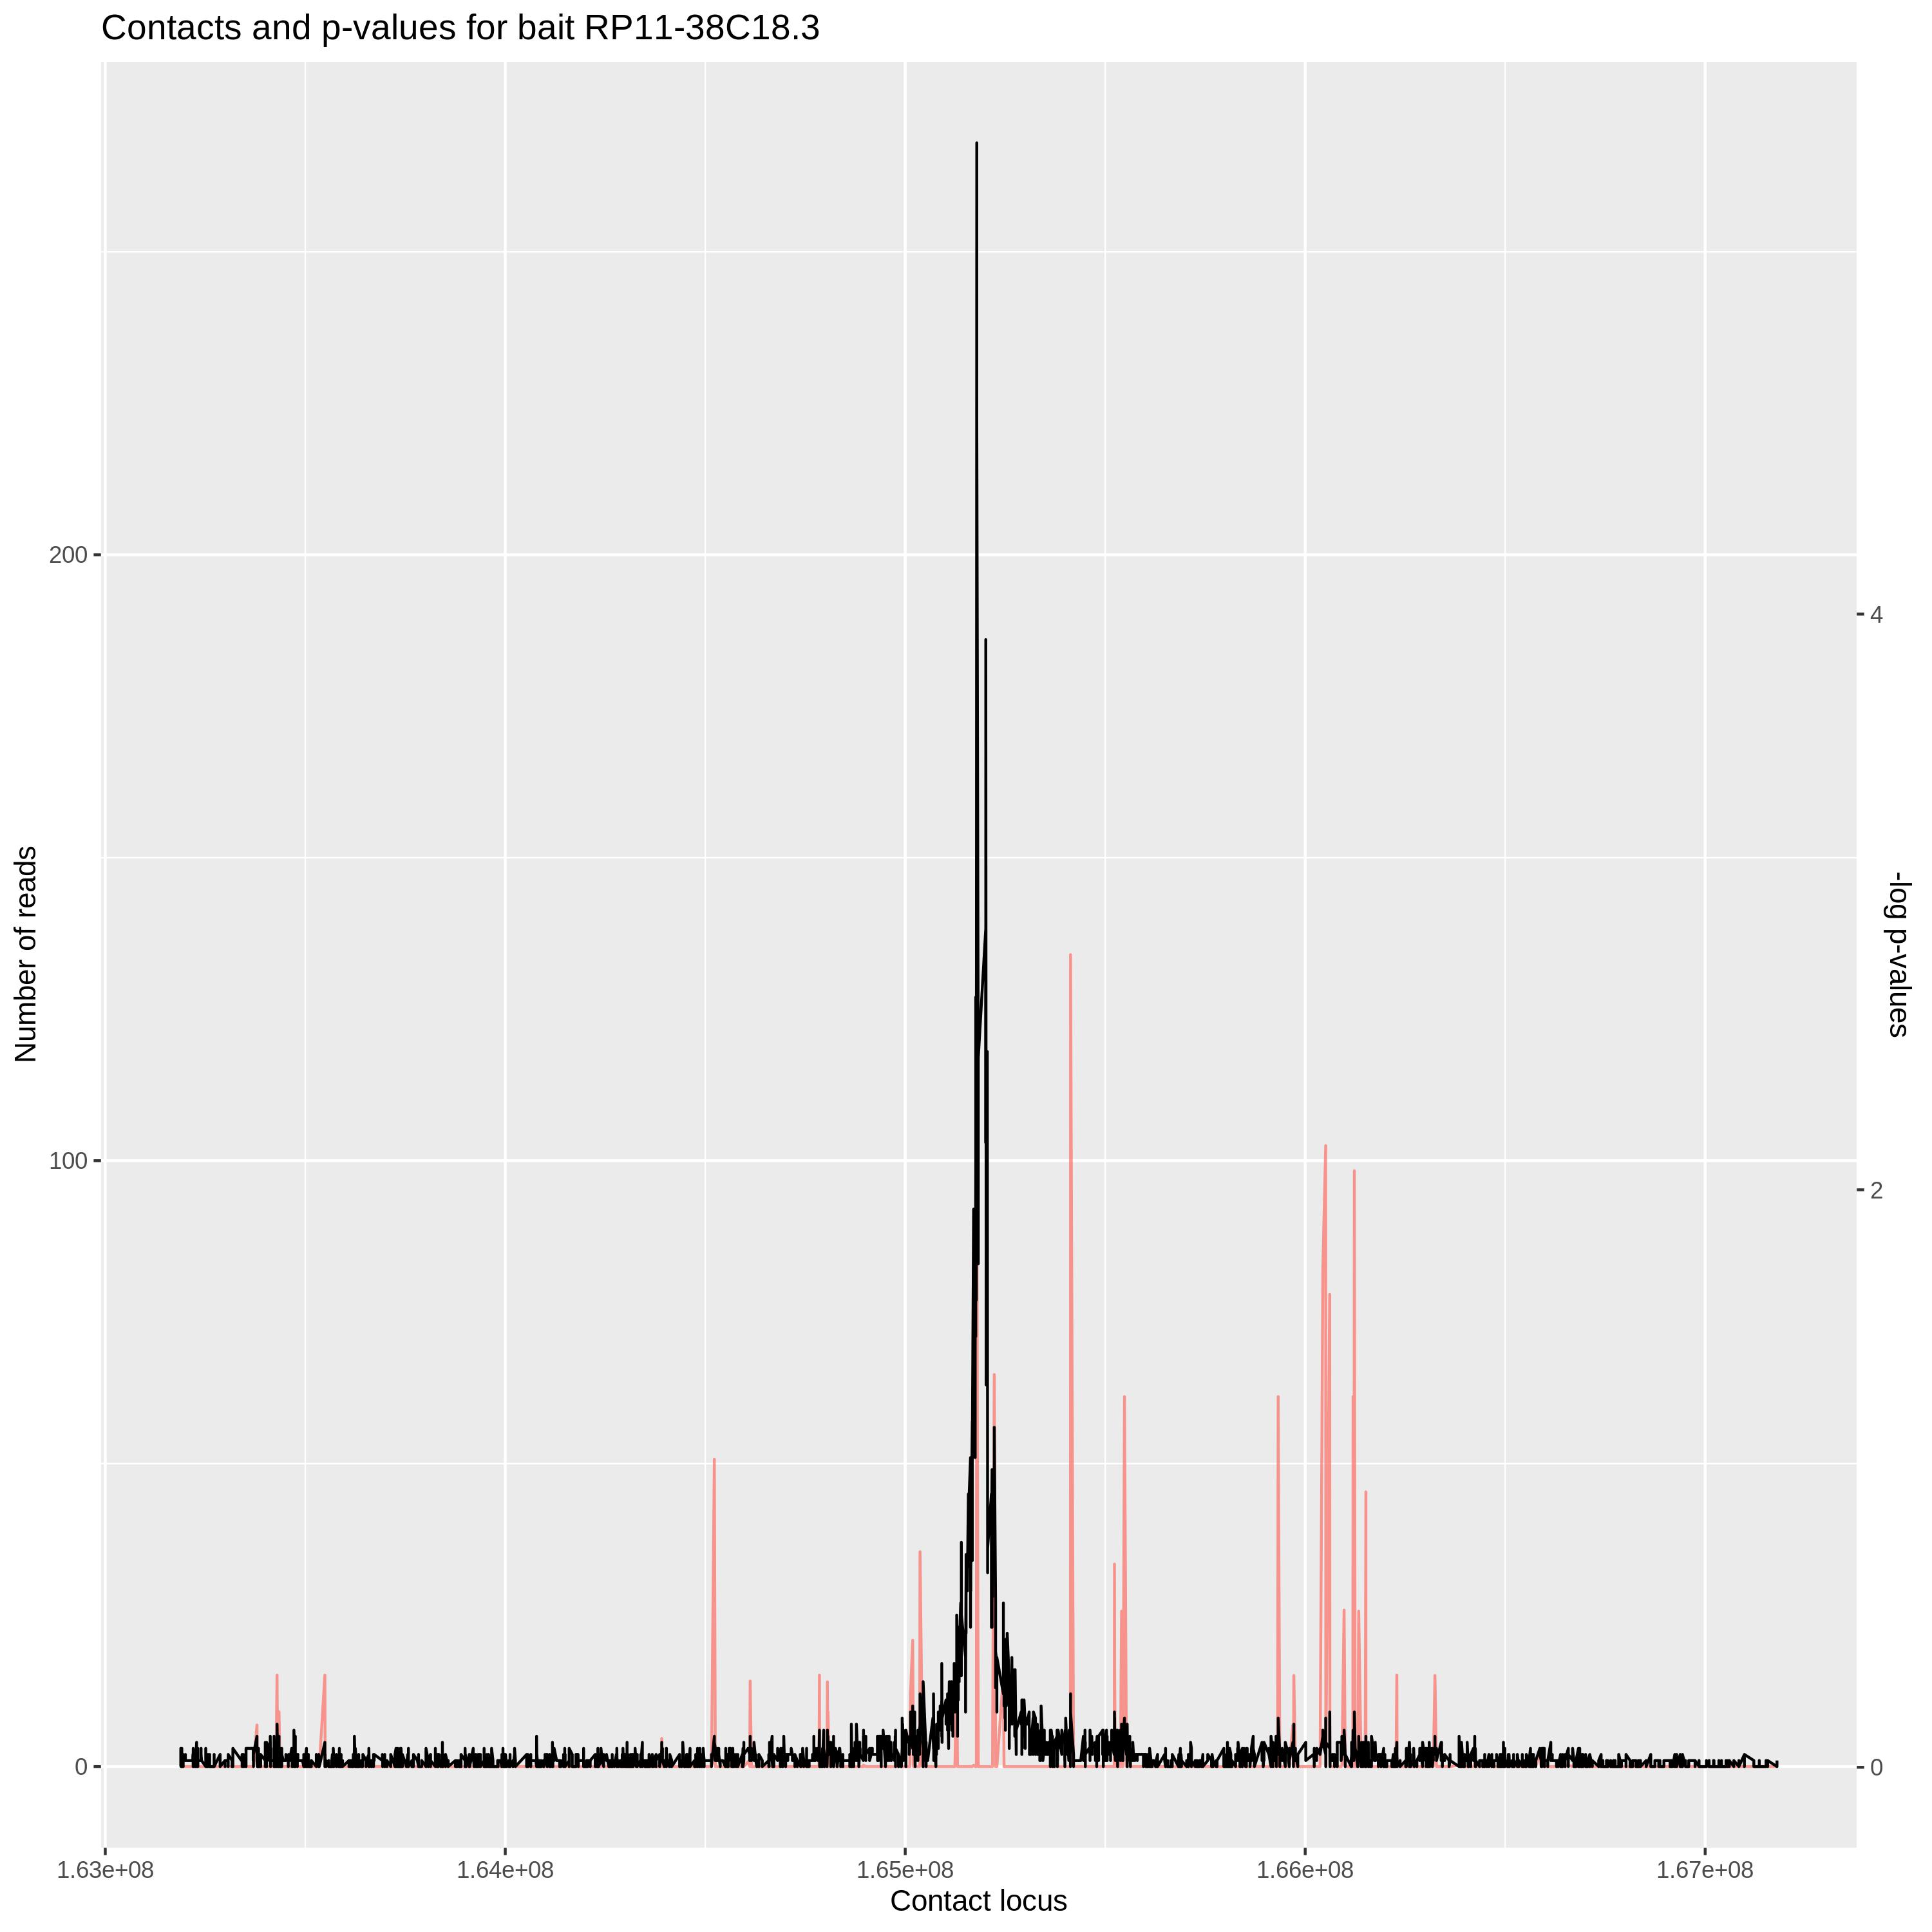 Contacts and p-values for bait RP11-38C18.3
Number of reads
200
100
0
4
2
0
-log p-values
1.63e+08
1.64e+08
1.65e+08
1.66e+08
1.67e+08
Contact locus